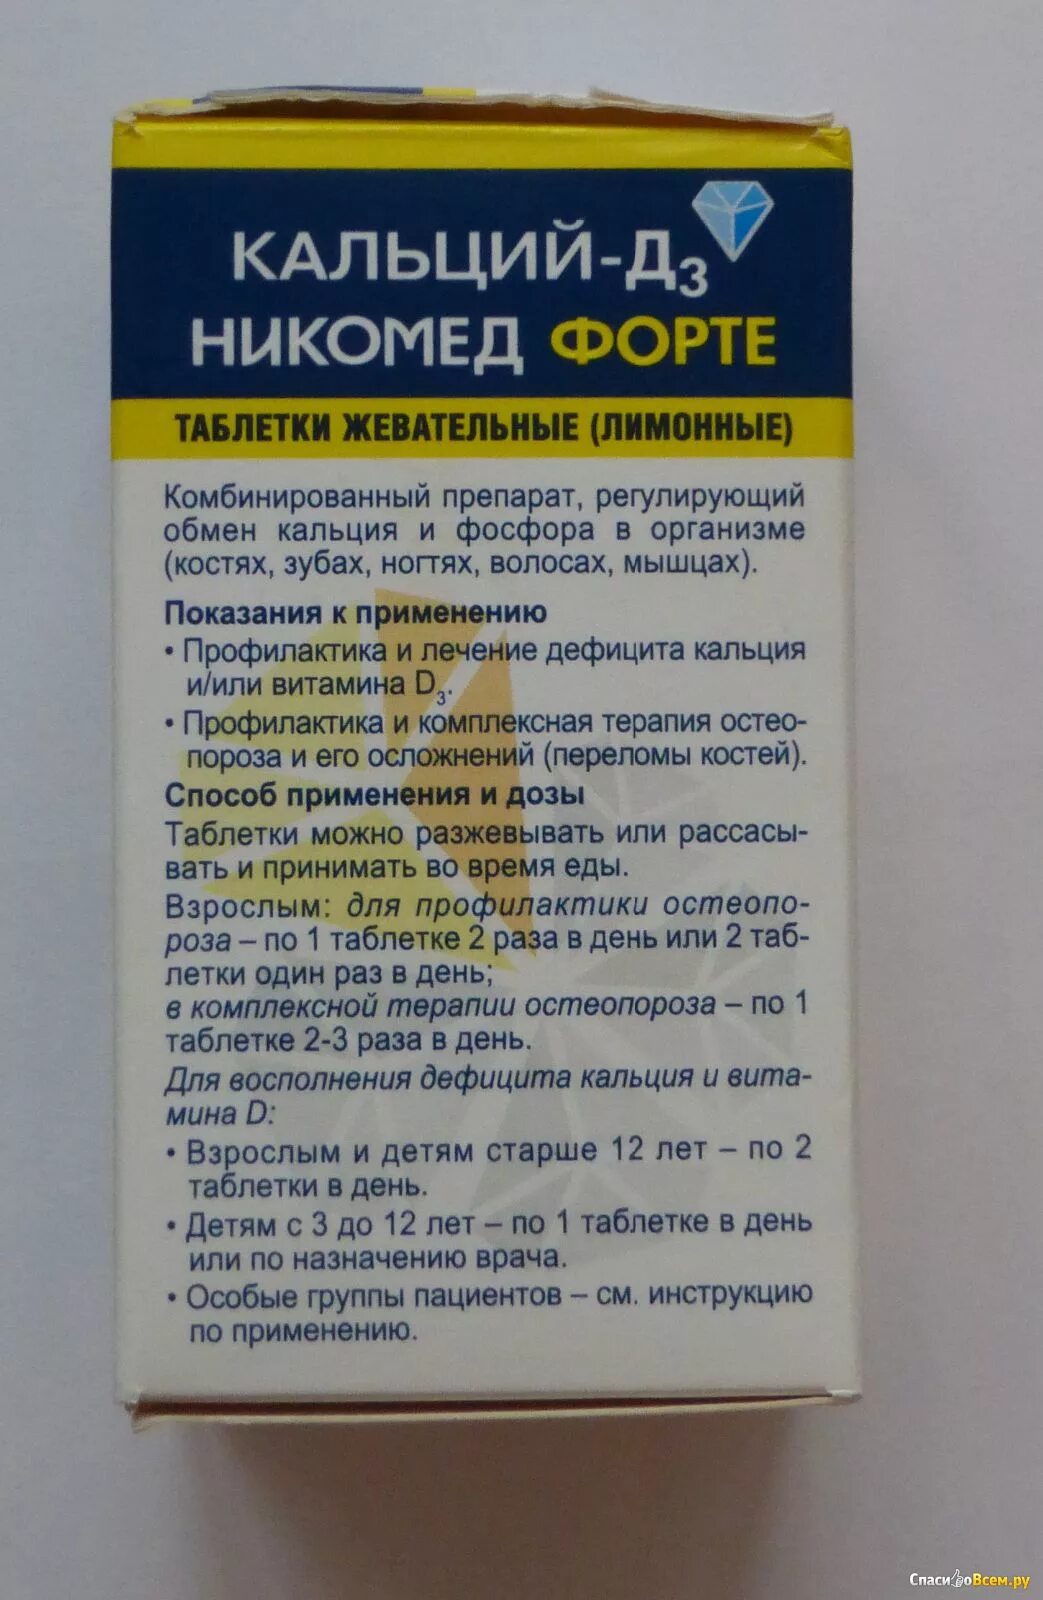 КАЛЬЦИЙ-Д3
НИКОМЕД ФОРТЕ
ТАБЛЕТКИ ЖЕВАТЕЛЬНЫЕ (ЛИМОННЫЕ)
Комбинированный препарат, регулирующий
обмен кальция и фосфора в организме
(костях, зубах, ногтях, волосах, мышцах).
Показания к применению
• Профилактика и лечение дефицита кальция
и/или витамина D3.
• Профилактика и комплексная терапия остео-
пороза и его осложнений (переломы костей).
Способ применения и дозы
Таблетки можно разжевывать или рассасы-
вать и принимать во время еды.
Взрослым: для профилактики остеопо-
роза – по 1 таблетке 2 раза в день или 2 таб-
летки один раз в день;
в комплексной терапии остеопороза – по 1
таблетке 2-3 раза в день.
Для восполнения дефицита кальция и вита-
мина D:
• Взрослым и детям старше 12 лет – по 2
таблетки в день.
• Детям с 3 до 12 лет – по 1 таблетке в день
или по назначению врача.
• Особые группы пациентов – см. инструкцию
по применению.
СпасибоВсем.ру